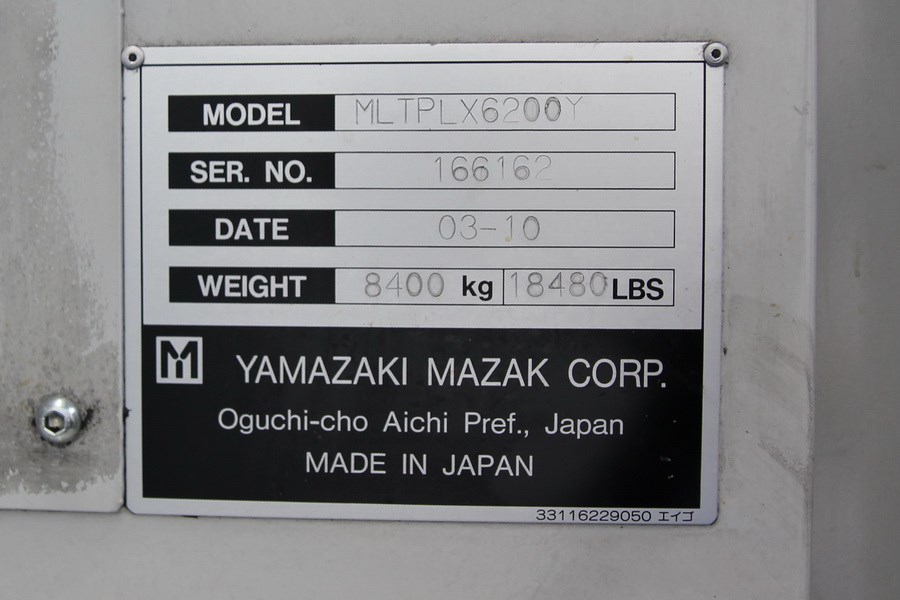 MODEL MLTPLX6200Y
SER. NO. 166162
DATE 03-10
WEIGHT 8400 kg 18480 LBS
YAMAZAKI MAZAK CORP.
Oguchi-cho Aichi Pref., Japan
MADE IN JAPAN
33116229050 エイゴ